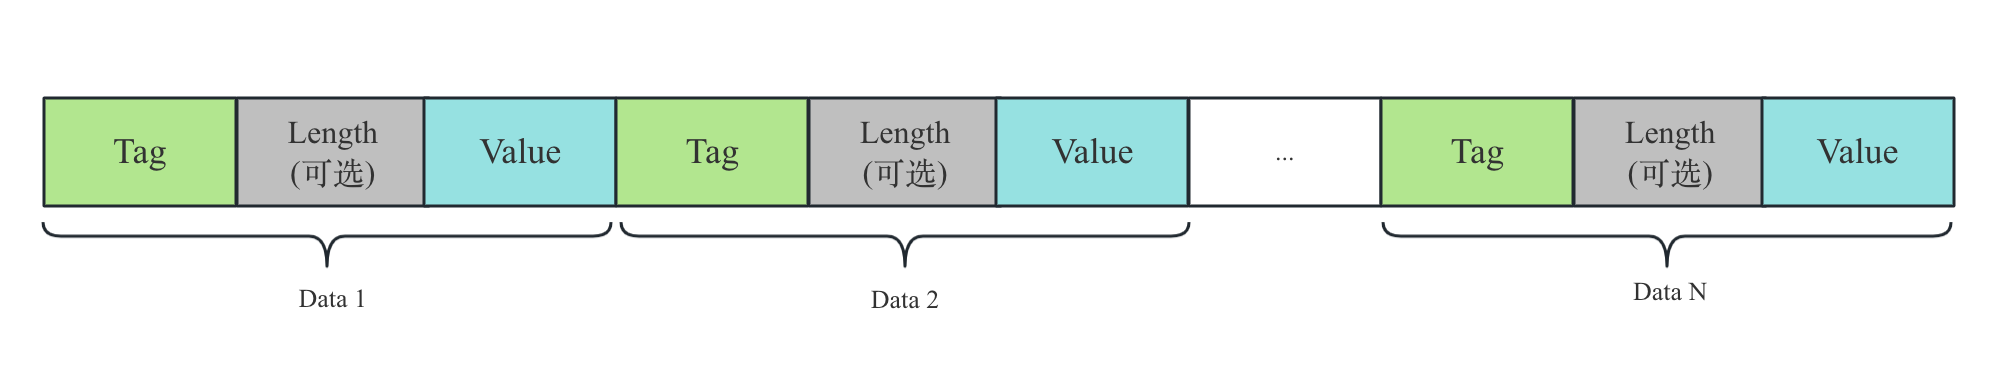 Tag
Length
(可选)
Value
Tag
Length
(可选)
Value
...
Tag
Length
(可选)
Value
Data 1
Data 2
Data N